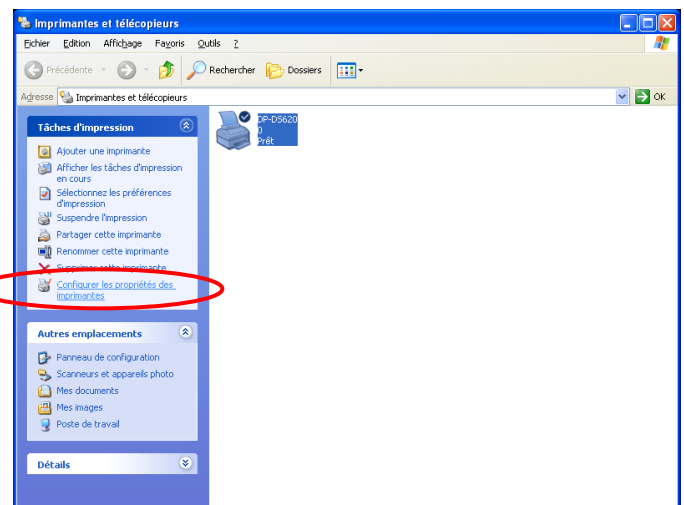 Imprimantes et télécopieurs
Fichier Edition Affichage Favoris Outils ?
Précédente Rechercher Dossiers
Adresse Imprimantes et télécopieurs OK
Tâches d'impression
Ajouter une imprimante
Afficher les tâches d'impression
en cours
Sélectionnez les préférences
d'impression
Suspendre l'impression
Partager cette imprimante
Renommer cette imprimante
Supprimer cette imprimante
Configurer les propriétés des
imprimantes
Autres emplacements
Panneau de configuration
Scanneurs et appareils photo
Mes documents
Mes images
Poste de travail
Détails
DP-D5620
0
Prêt